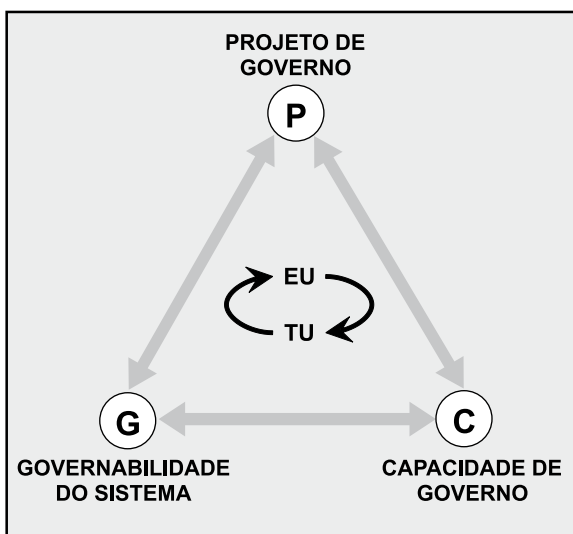 PROJETO DE
GOVERNO
P
EU
TU
G
C
GOVERNABILIDADE
DO SISTEMA
CAPACIDADE DE
GOVERNO